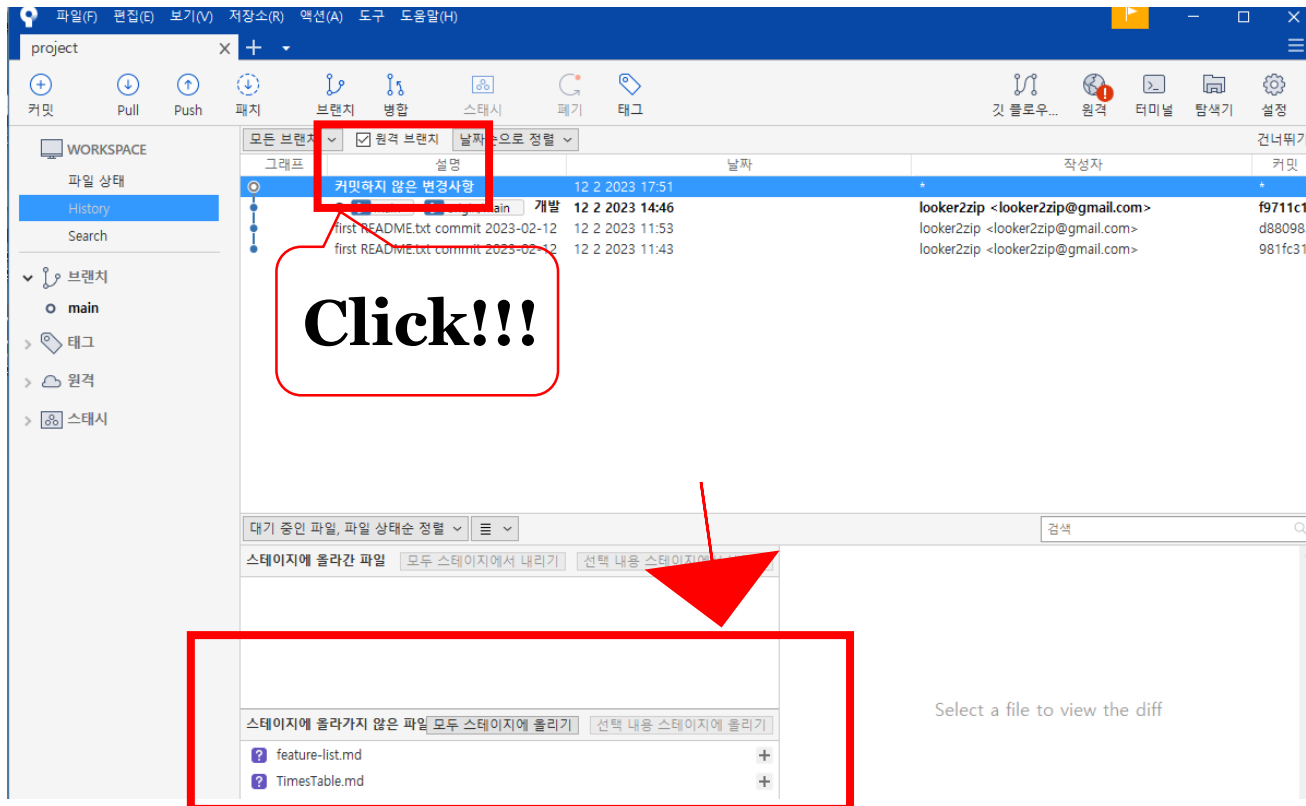 파일(F) 편집(E) 보기(V) 저장소(R) 액션(A) 도구 도움말(H)
project
커밋 Pull Push 패치 브랜치 병합 스태시 폐기 태그 깃 플로우... 원격 터미널 탐색기 설정
WORKSPACE
파일 상태
History
Search
브랜치
main
태그
원격
스태시
모든 브랜치 원격 브랜치 날짜순으로 정렬 건너뛰기
그래프 설명 날짜 작성자 커밋
커밋하지 않은 변경사항 12 2 2023 17:51 * *
개발 12 2 2023 14:46 looker2zip <looker2zip@gmail.com> f9711c1
first README.txt commit 2023-02-12 12 2 2023 11:53 looker2zip <looker2zip@gmail.com> d88098
first README.txt commit 2023-02-12 12 2 2023 11:43 looker2zip <looker2zip@gmail.com> 981fc31
Click!!!
대기 중인 파일, 파일 상태순 정렬 검색
스테이지에 올라간 파일 모두 스테이지에서 내리기 선택 내용 스테이지에서
스테이지에 올라가지 않은 파일 모두 스테이지에 올리기 선택 내용 스테이지에 올리기
feature-list.md
TimesTable.md
Select a file to view the diff